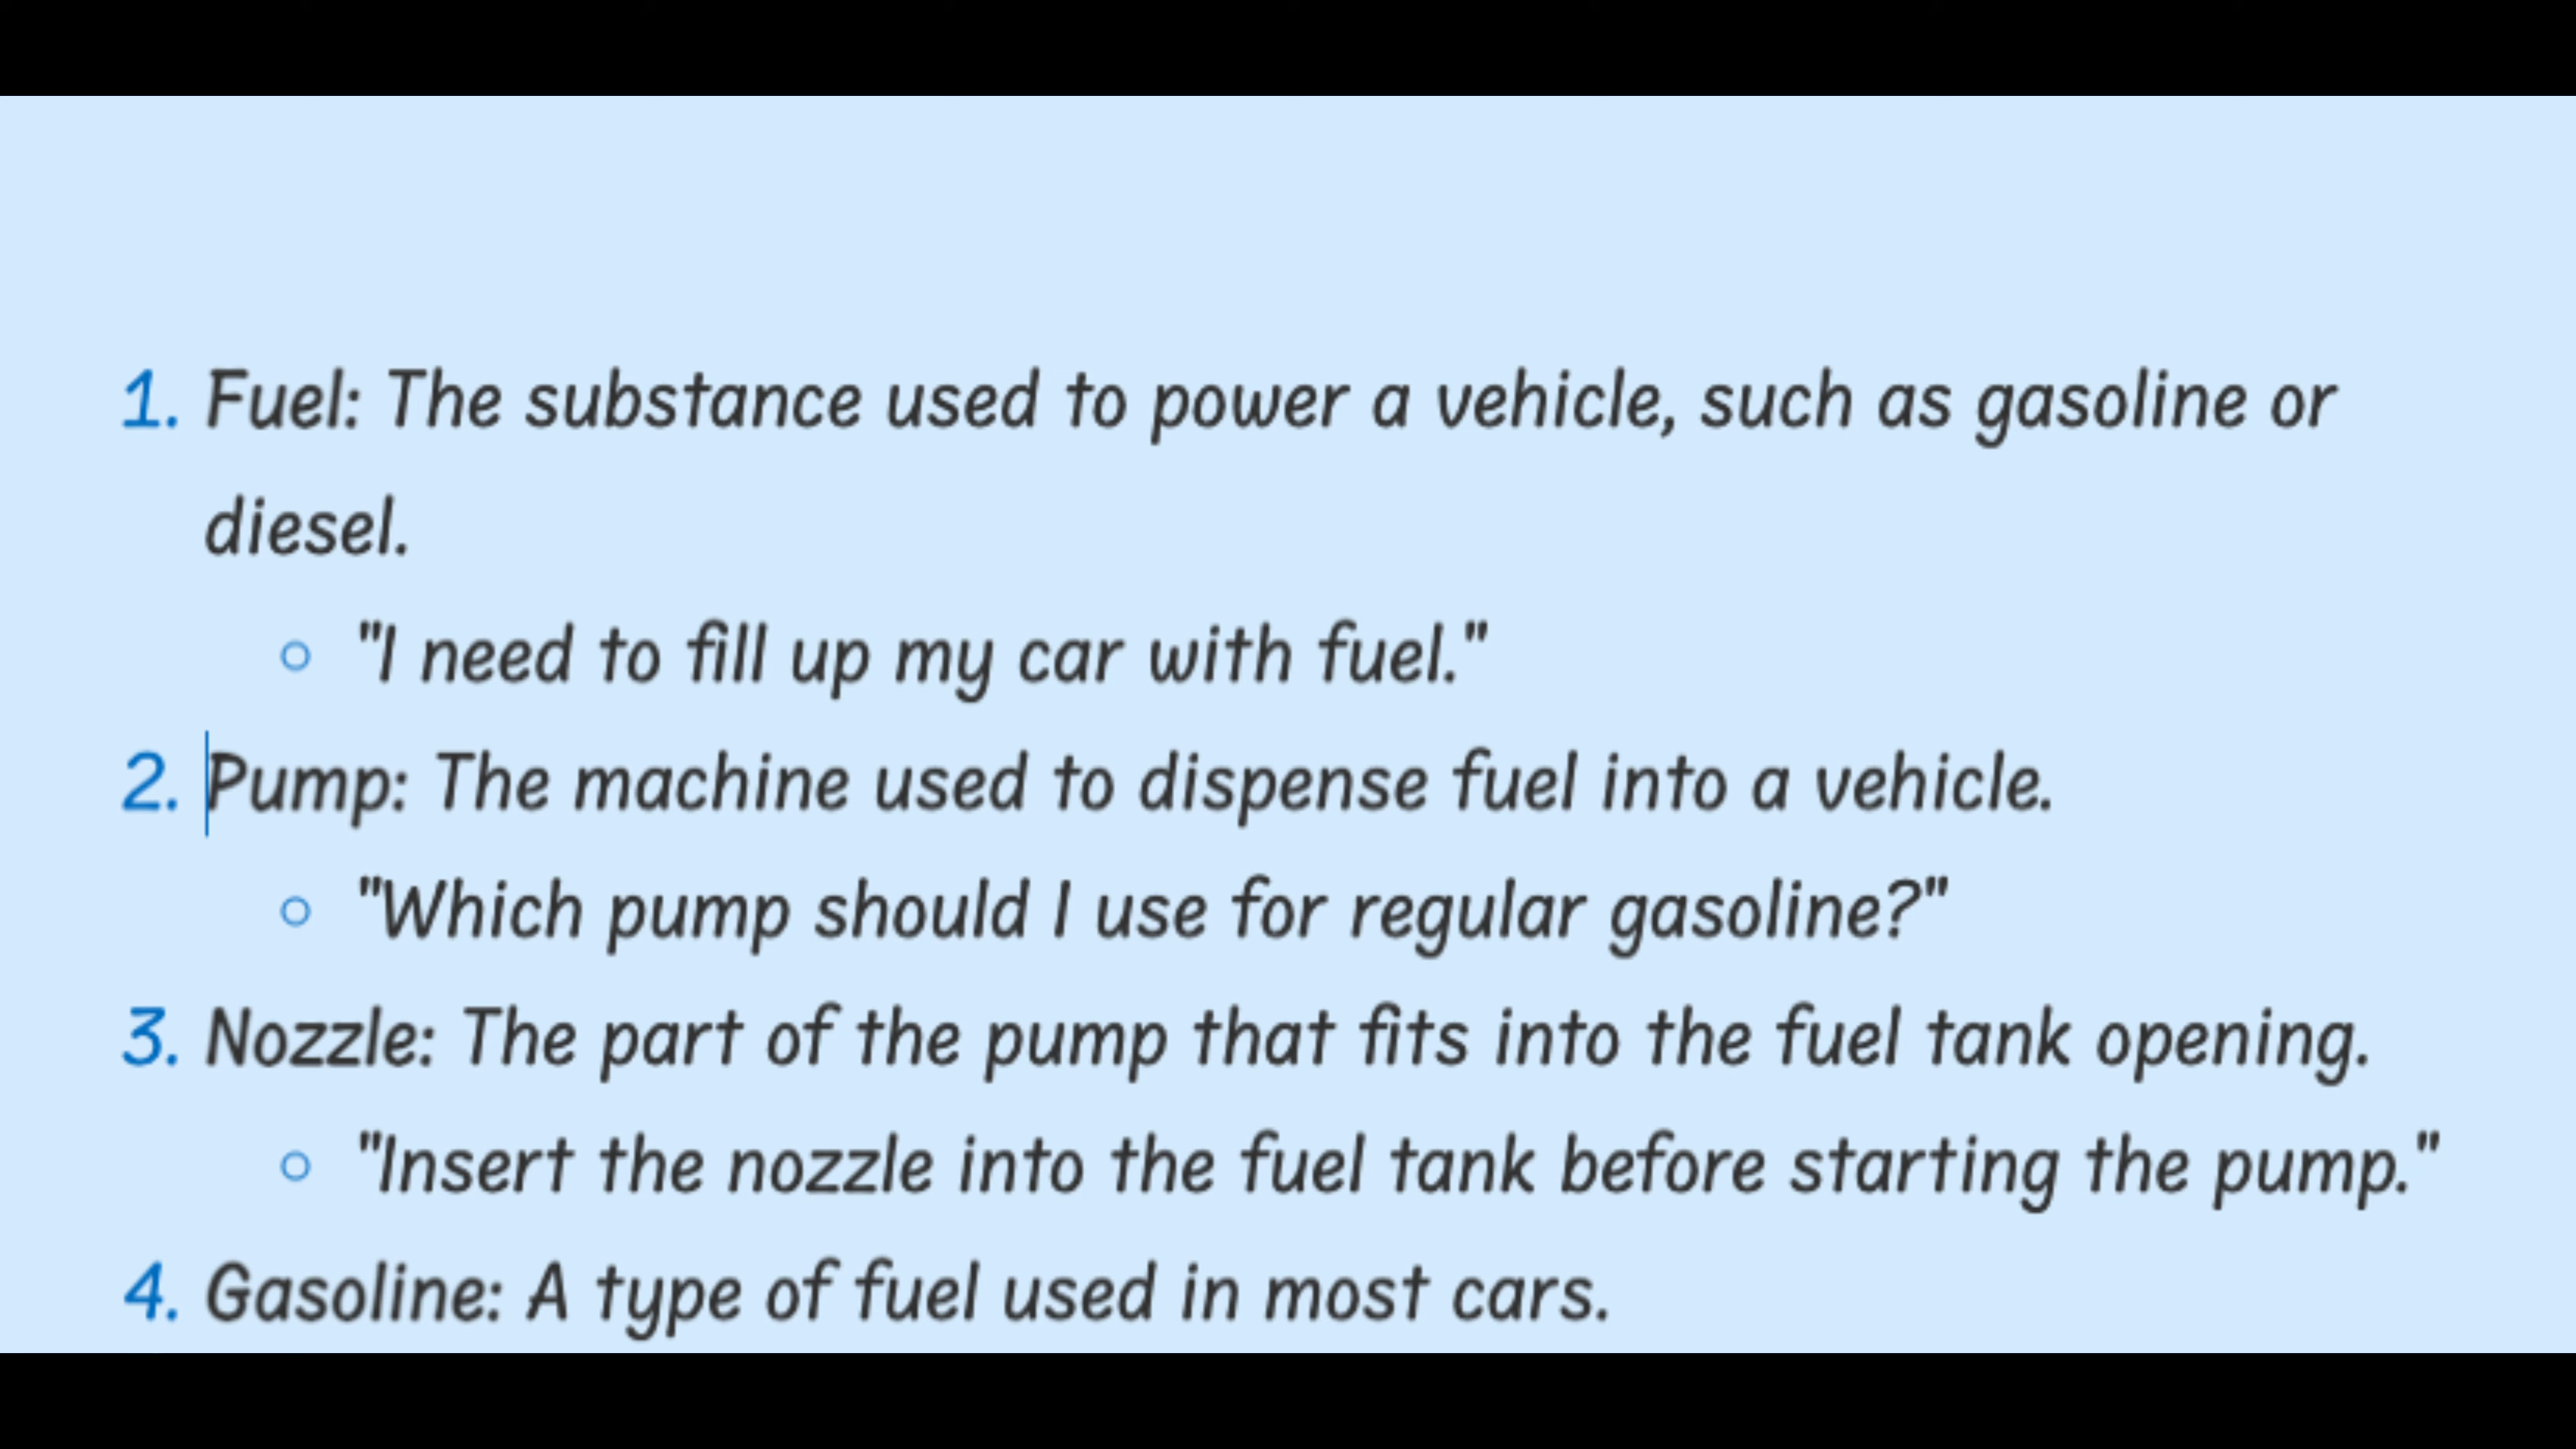 1. Fuel: The substance used to power a vehicle, such as gasoline or
diesel.
"I need to fill up my car with fuel."
2. Pump: The machine used to dispense fuel into a vehicle.
"Which pump should I use for regular gasoline?"
3. Nozzle: The part of the pump that fits into the fuel tank opening.
"Insert the nozzle into the fuel tank before starting the pump."
4. Gasoline: A type of fuel used in most cars.